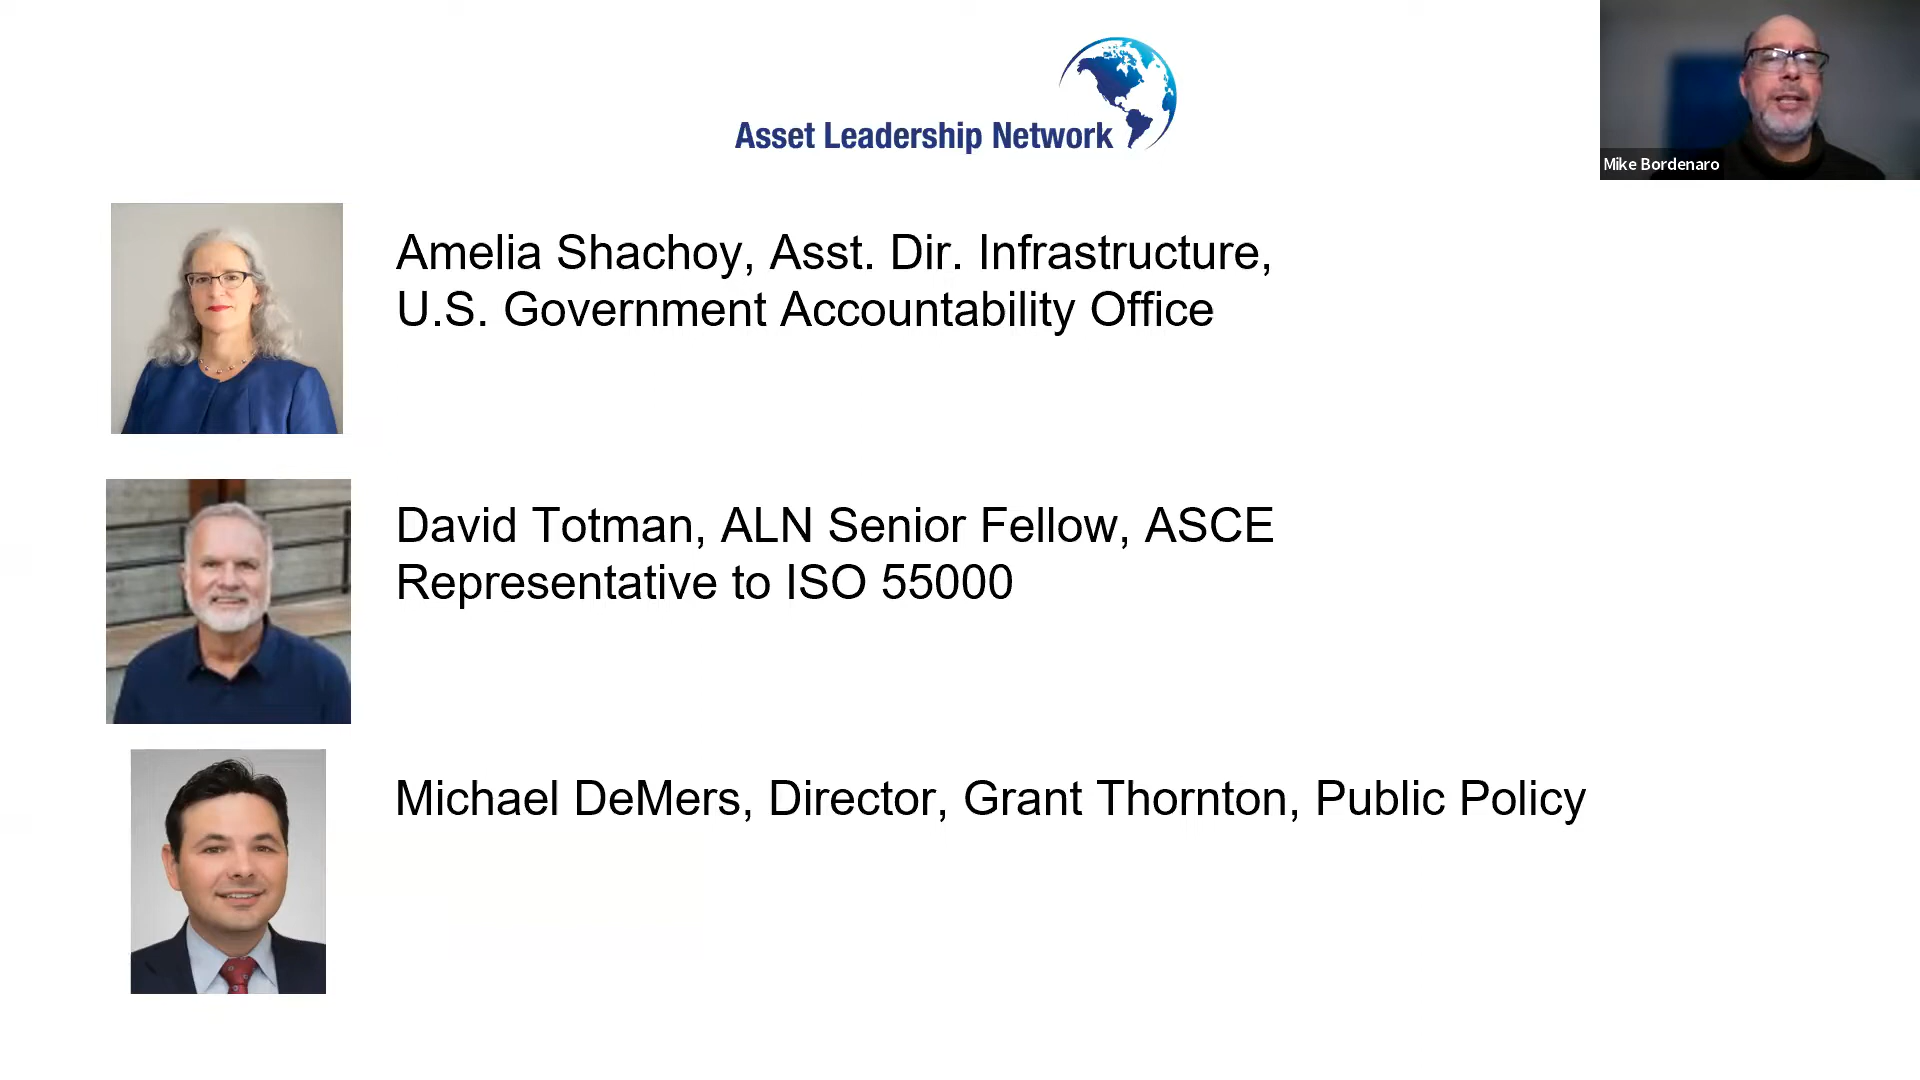 Asset Leadership Network
Mike Bordenaro
Amelia Shachoy, Asst. Dir. Infrastructure,
U.S. Government Accountability Office
David Totman, ALN Senior Fellow, ASCE
Representative to ISO 55000
Michael DeMers, Director, Grant Thornton, Public Policy